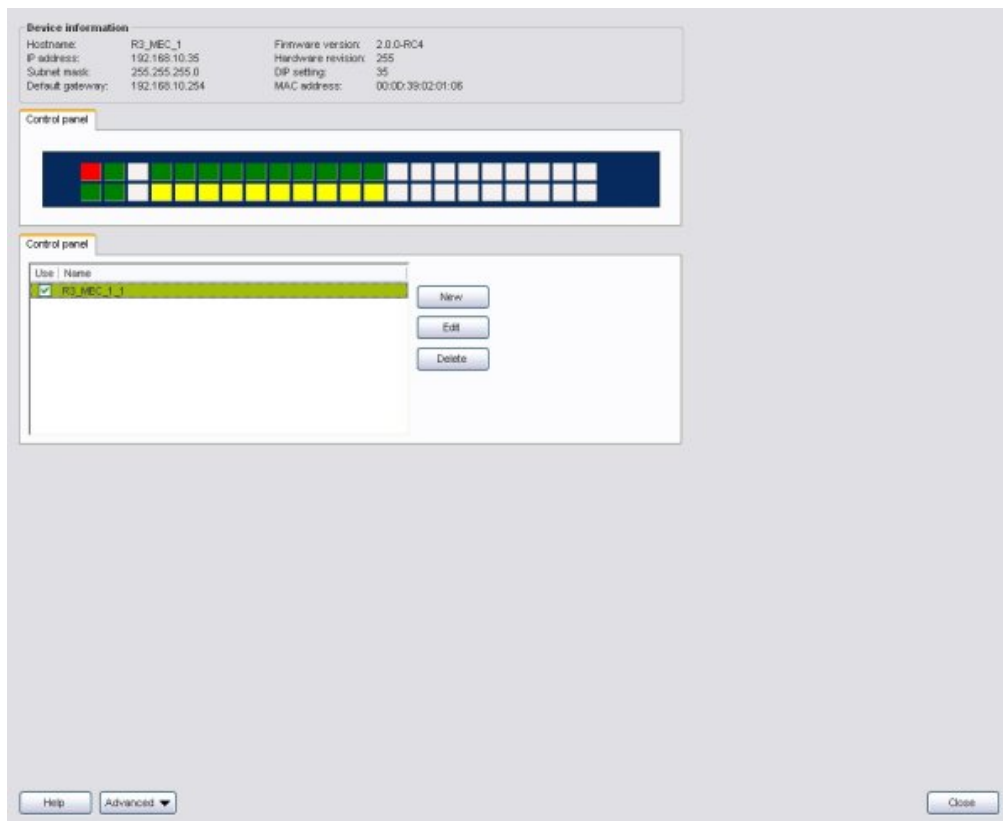 Device information
Hostname: R3_MEC_1 Firmware version: 2.0.0-RC4
IP address: 192.168.10.35 Hardware revision: 255
Subnet mask: 255.255.255.0 DIP setting: 35
Default gateway: 192.168.10.254 MAC address: 00:0D:39:02:01:06
Control panel
Control panel
Use Name
R3_MEC_1_1
New
Edit
Delete
Help Advanced Close